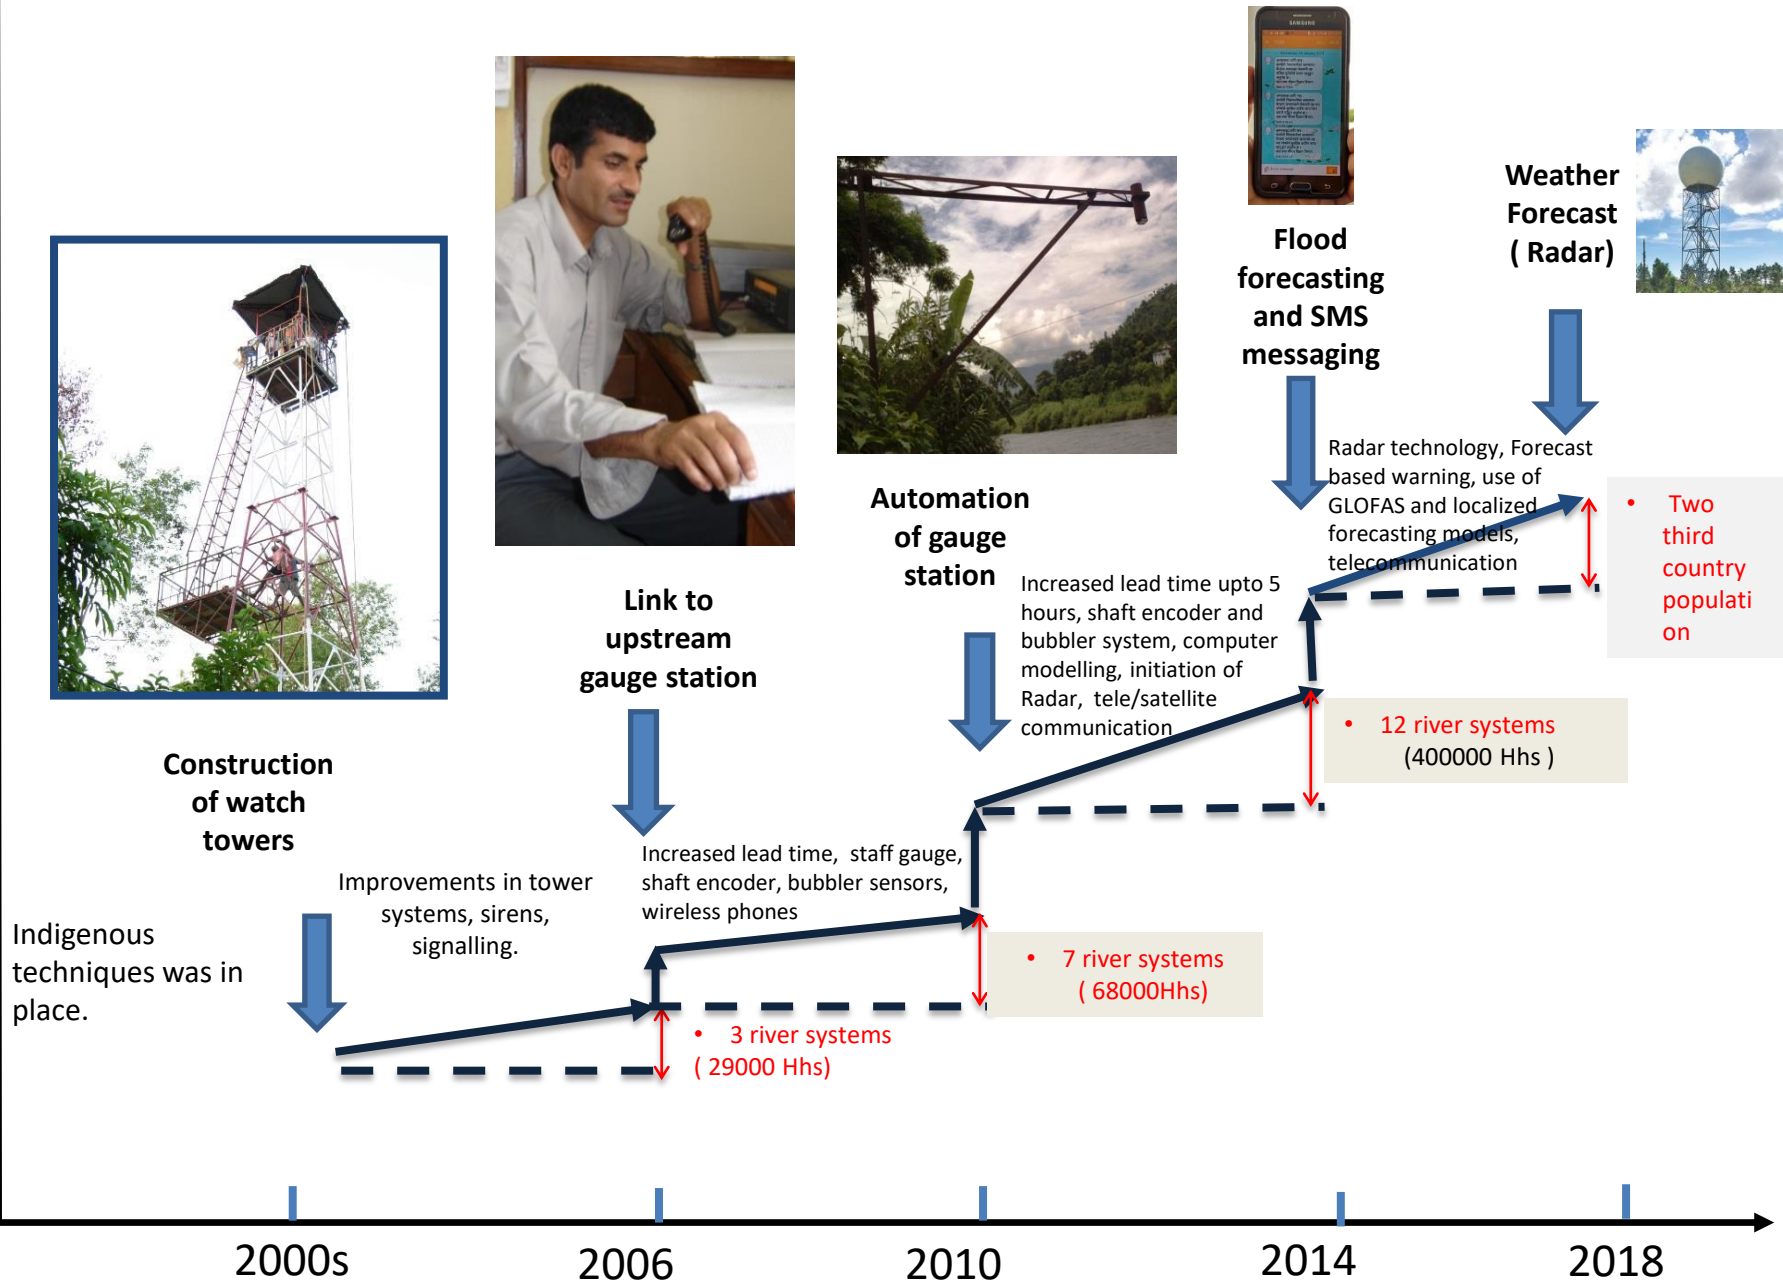 Indigenous
techniques was in
place.
Construction
of watch
towers
Improvements in tower
systems, sirens,
signalling.
Link to
upstream
gauge station
Increased lead time,  staff gauge,
shaft encoder, bubbler sensors,
wireless phones
• 3 river systems
( 29000 Hhs)
Automation
of gauge
station
Increased lead time upto 5
hours, shaft encoder and
bubbler system, computer
modelling, initiation of
Radar,  tele/satellite
communication
• 7 river systems
( 68000Hhs)
SAMSUNG
Flood
forecasting
and SMS
messaging
Radar technology, Forecast
based warning, use of
GLOFAS and localized
forecasting models,
telecommunication
• 12 river systems
(400000 Hhs )
Weather
Forecast
( Radar)
• Two
third
country
populati
on
2000s
2006
2010
2014
2018